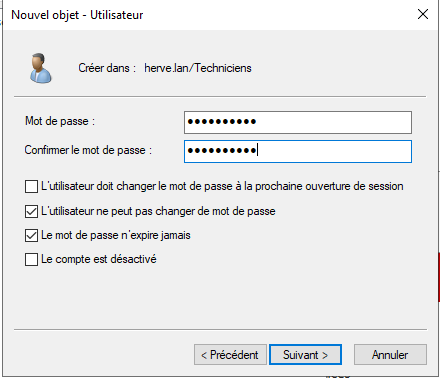 Nouvel objet - Utilisateur
Créer dans : herve.lan/Techniciens
Mot de passe : ●●●●●●●●●●
Confirmer le mot de passe : ●●●●●●●●●●
L'utilisateur doit changer le mot de passe à la prochaine ouverture de session
L'utilisateur ne peut pas changer de mot de passe
Le mot de passe n'expire jamais
Le compte est désactivé
< Précédent Suivant > Annuler